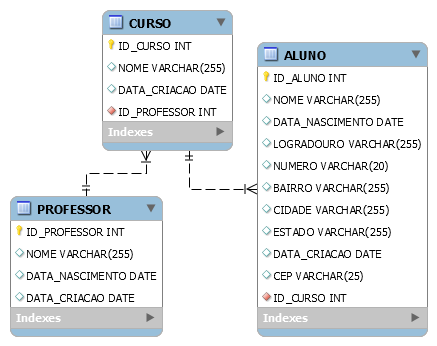 CURSO
ID_CURSO INT
NOME VARCHAR(255)
DATA_CRIACAO DATE
ID_PROFESSOR INT
Indexes
PROFESSOR
ID_PROFESSOR INT
NOME VARCHAR(255)
DATA_NASCIMENTO DATE
DATA_CRIACAO DATE
Indexes
ALUNO
ID_ALUNO INT
NOME VARCHAR(255)
DATA_NASCIMENTO DATE
LOGRADOURO VARCHAR(255)
NUMERO VARCHAR(20)
BAIRRO VARCHAR(255)
CIDADE VARCHAR(255)
ESTADO VARCHAR(255)
DATA_CRIACAO DATE
CEP VARCHAR(25)
ID_CURSO INT
Indexes